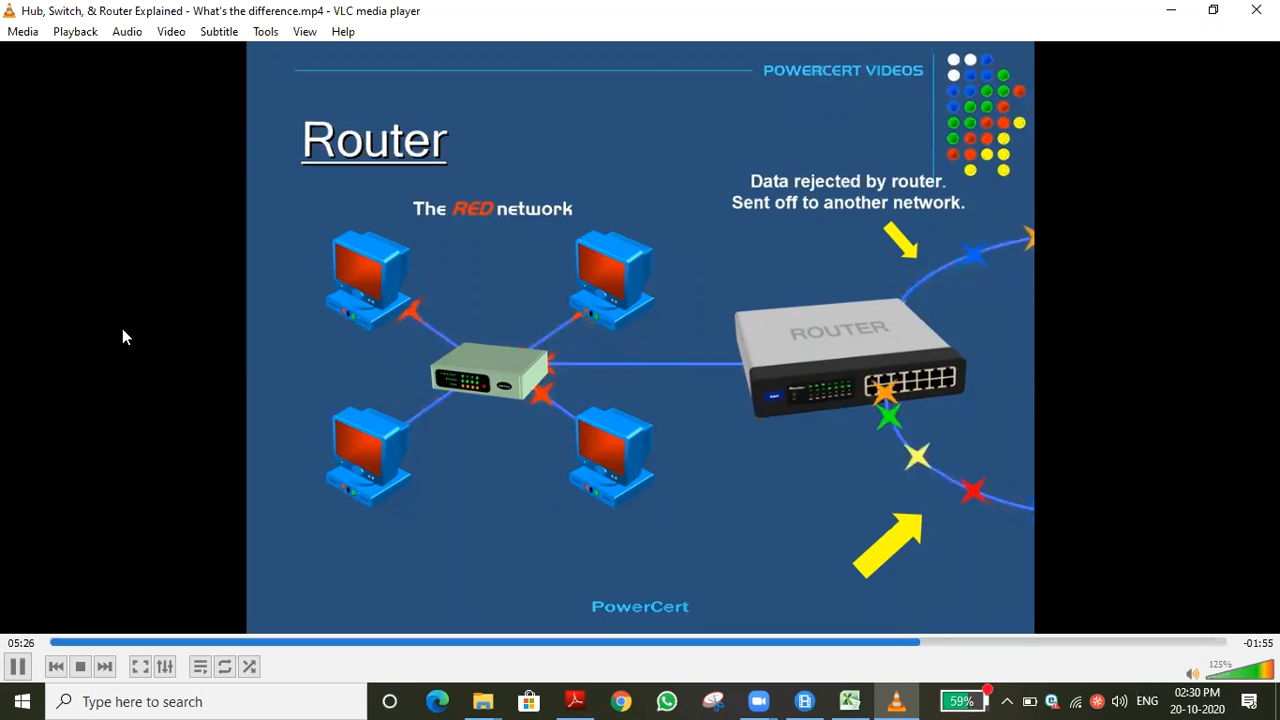 Hub, Switch, & Router Explained - What's the difference.mp4 - VLC media player
Media Playback Audio Video Subtitle Tools View Help
POWERCERT VIDEOS
Router
Data rejected by router.
Sent off to another network.
The RED network
ROUTER
PowerCert
05:26
-01:55
125%
Type here to search
59%
ENG
02:30 PM
20-10-2020